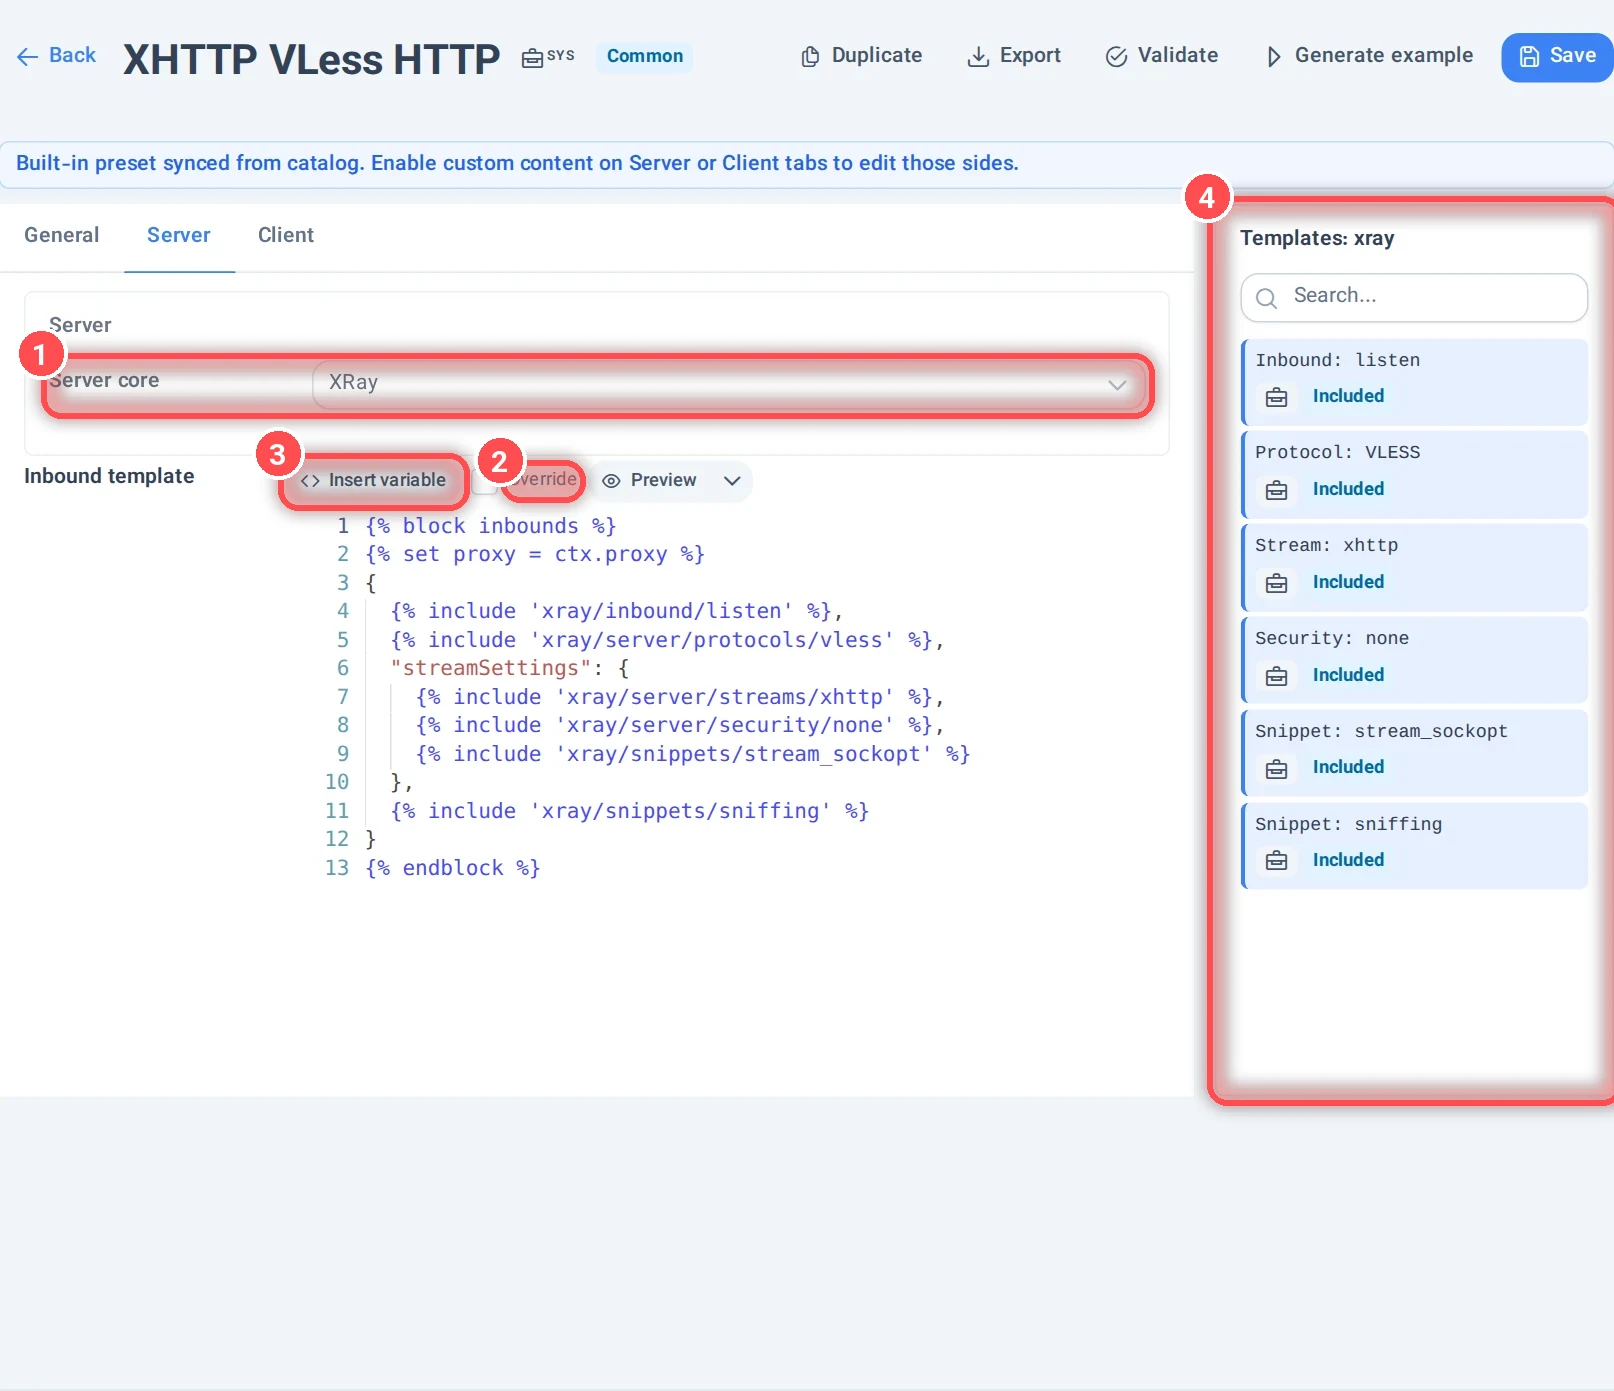 Back
XHTTP VLess HTTP
SYS
Common
Duplicate
Export
Validate
Generate example
Save
Built-in preset synced from catalog. Enable custom content on Server or Client tabs to edit those sides.
General
Server
Client
Server
1
Server core
XRay
Inbound template
3
<> Insert variable
2
Preview
1 {% block inbounds %}
2 {% set proxy = ctx.proxy %}
3 {
4 {% include 'xray/inbound/listen' %},
5 {% include 'xray/server/protocols/vless' %},
6 "streamSettings": {
7 {% include 'xray/server/streams/xhttp' %},
8 {% include 'xray/server/security/none' %},
9 {% include 'xray/snippets/stream_sockopt' %}
10 },
11 {% include 'xray/snippets/sniffing' %}
12 }
13 {% endblock %}
4
Templates: xray
Search...
Inbound: listen
Included
Protocol: VLESS
Included
Stream: xhttp
Included
Security: none
Included
Snippet: stream_sockopt
Included
Snippet: sniffing
Included